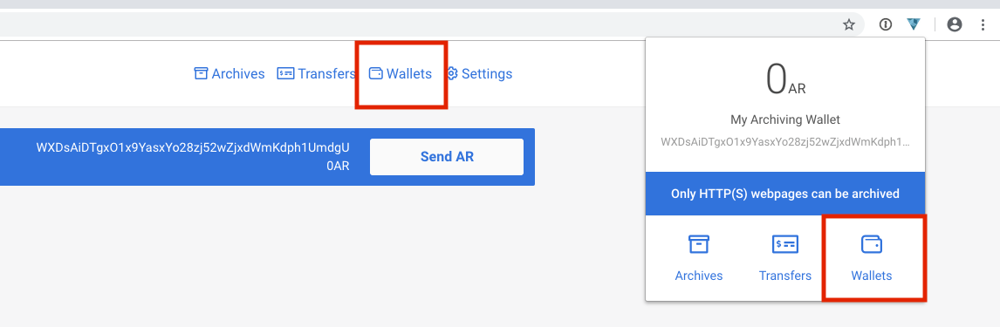 Archives Transfers Wallets Settings
WXDsAiDTgxO1x9YasxYo28zj52wZjxdWmKdph1UmdgU
0AR
Send AR
0AR
My Archiving Wallet
WXDsAiDTgxO1x9YasxYo28zj52wZjxdWmKdph1...
Only HTTP(S) webpages can be archived
Archives Transfers Wallets